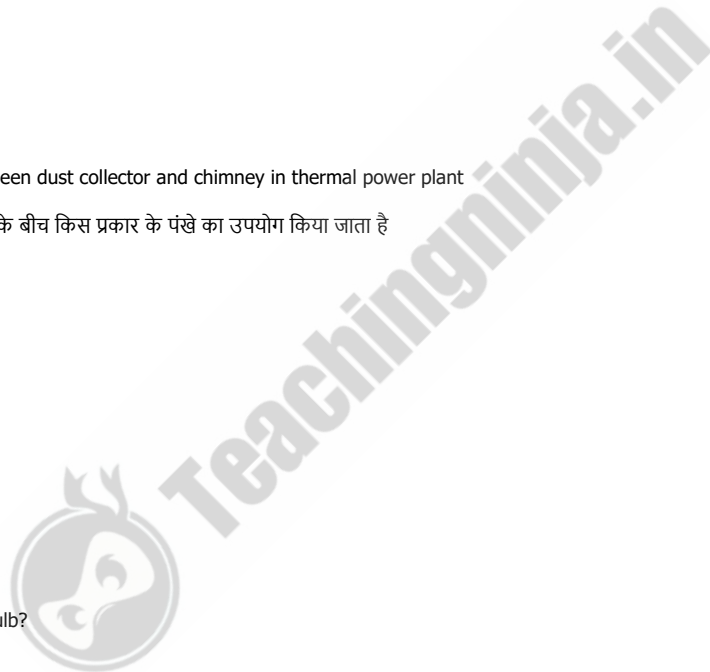 een dust collector and chimney in thermal power plant
के बीच किस प्रकार के पंखे का उपयोग किया जाता है
Teachingninja.in
ulb?